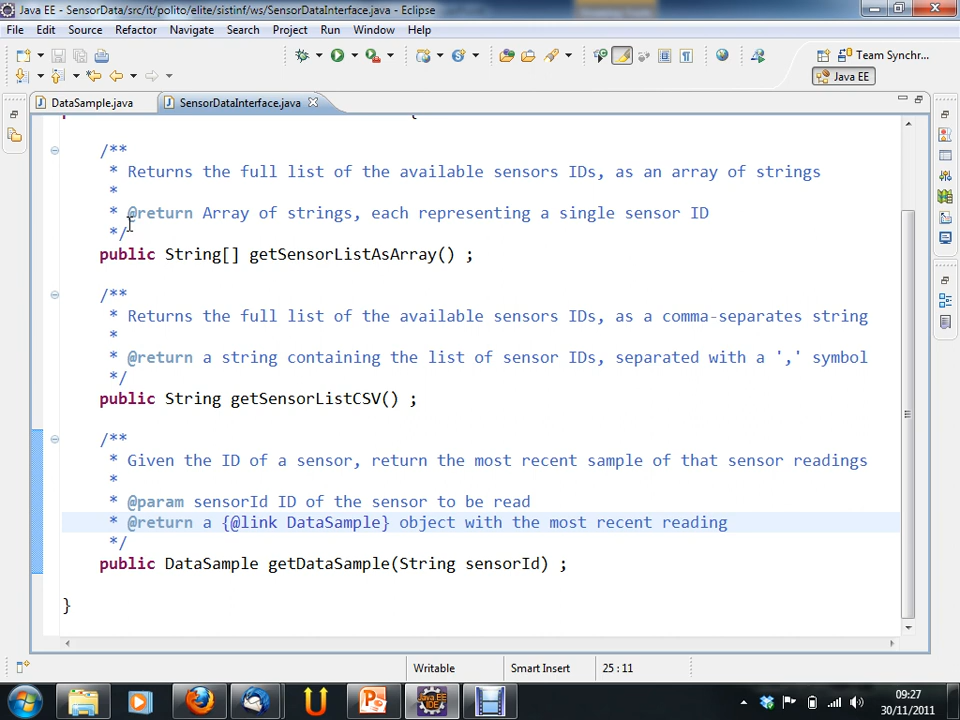 Java EE - SensorData/src/it/polito/elite/sistinf/ws/SensorDataInterface.java - Eclipse
File Edit Source Refactor Navigate Search Project Run Window Help
Team Synchr...
Java EE
DataSample.java
SensorDataInterface.java
/**
* Returns the full list of the available sensors IDs, as an array of strings
*
* @return Array of strings, each representing a single sensor ID
*/
public String[] getSensorListAsArray() ;
/**
* Returns the full list of the available sensors IDs, as a comma-separates string
*
* @return a string containing the list of sensor IDs, separated with a ',' symbol
*/
public String getSensorListCSV() ;
/**
* Given the ID of a sensor, return the most recent sample of that sensor readings
*
* @param sensorId ID of the sensor to be read
* @return a {@link DataSample} object with the most recent reading
*/
public DataSample getDataSample(String sensorId) ;
}
Writable
Smart Insert
25 : 11
09:27
30/11/2011